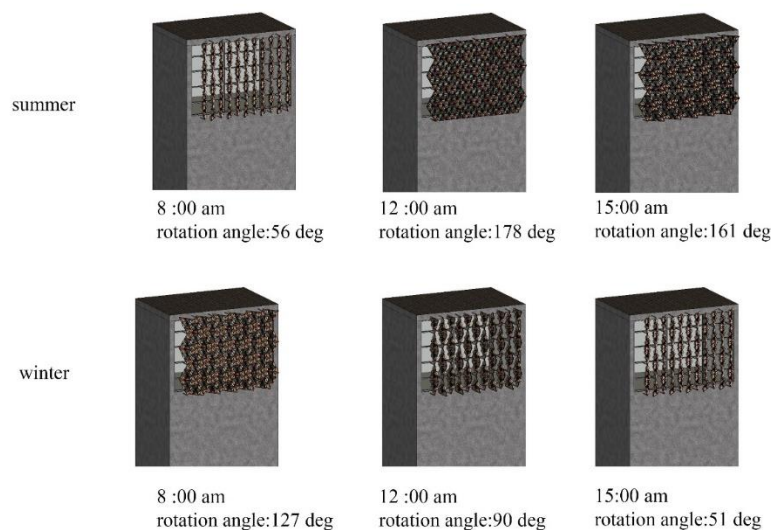 summer
8 :00 am
rotation angle:56 deg
12 :00 am
rotation angle:178 deg
15:00 am
rotation angle:161 deg
winter
8 :00 am
rotation angle:127 deg
12 :00 am
rotation angle:90 deg
15:00 am
rotation angle:51 deg